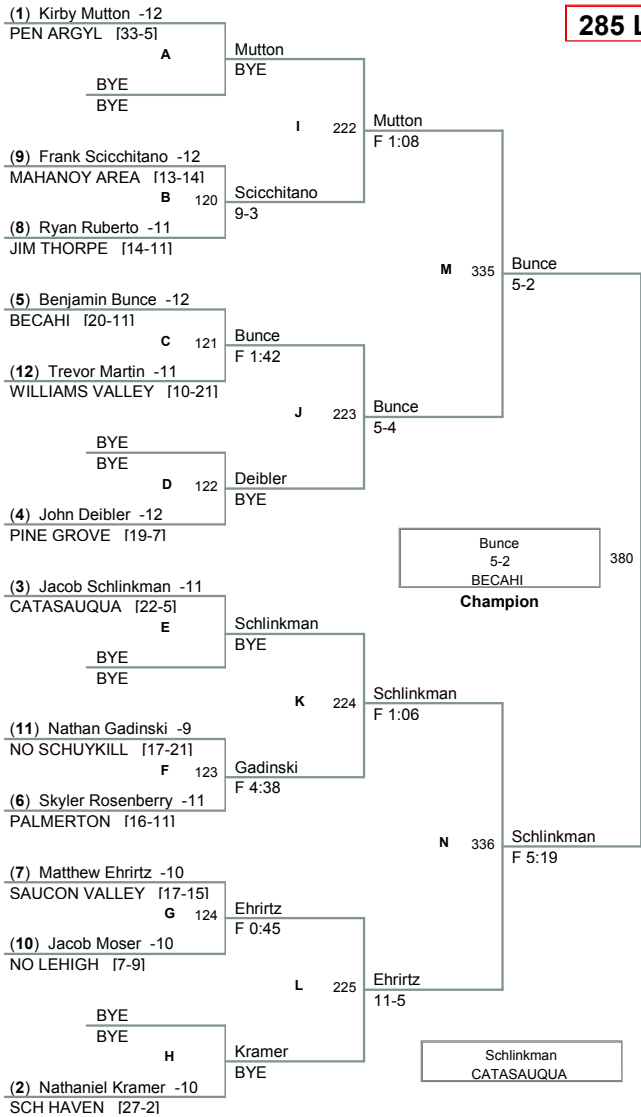 285 L
(1) Kirby Mutton -12
PEN ARGYL [33-5]
A
Mutton
BYE
BYE
BYE
I 222
Mutton
F 1:08
(9) Frank Scicchitano -12
MAHANOY AREA [13-14]
B 120
Scicchitano
9-3
(8) Ryan Ruberto -11
JIM THORPE [14-11]
M 335
Bunce
5-2
(5) Benjamin Bunce -12
BECAHI [20-11]
C 121
Bunce
F 1:42
(12) Trevor Martin -11
WILLIAMS VALLEY [10-21]
J 223
Bunce
5-4
BYE
BYE
D 122
Deibler
BYE
(4) John Deibler -12
PINE GROVE [19-7]
Bunce
5-2
BECAHI
380
Champion
(3) Jacob Schlinkman -11
CATASAUQUA [22-5]
E
Schlinkman
BYE
BYE
BYE
K 224
Schlinkman
F 1:06
(11) Nathan Gadinski -9
NO SCHUYKILL [17-21]
F 123
Gadinski
F 4:38
(6) Skyler Rosenberry -11
PALMERTON [16-11]
N 336
Schlinkman
F 5:19
(7) Matthew Ehrirtz -10
SAUCON VALLEY [17-15]
G 124
Ehrirtz
F 0:45
(10) Jacob Moser -10
NO LEHIGH [7-9]
L 225
Ehrirtz
11-5
BYE
BYE
H
Kramer
BYE
(2) Nathaniel Kramer -10
SCH HAVEN [27-2]
Schlinkman
CATASAUQUA